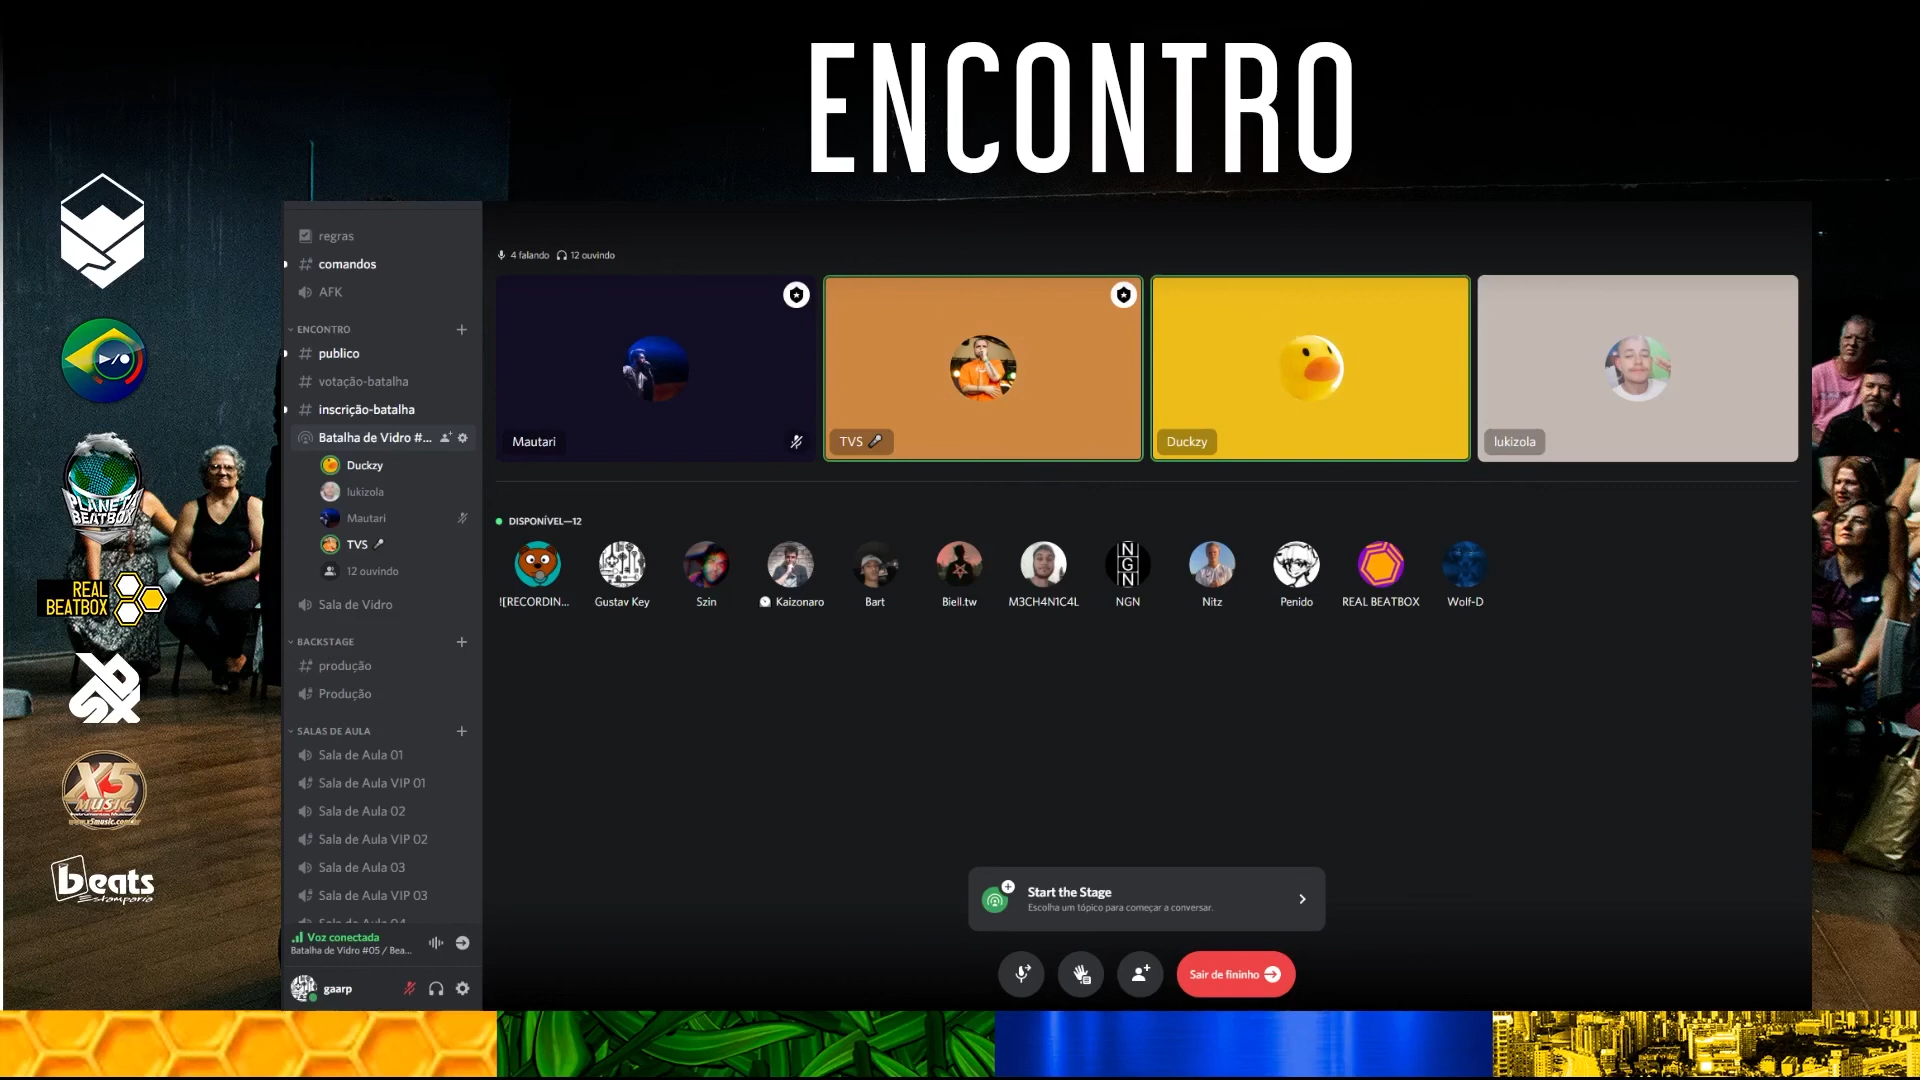 ENCONTRO
PLANETA
BEATBOX
REAL
BEATBOX
X5
MUSIC
beats
Estamparia
regras
comandos
AFK
ENCONTRO
publico
votação-batalha
inscrição-batalha
Batalha de Vidro #...
Duckzy
lukizola
Mautari
TVS
12 ouvindo
Sala de Vidro
BACKSTAGE
produção
Produção
SALAS DE AULA
Sala de Aula 01
Sala de Aula VIP 01
Sala de Aula 02
Sala de Aula VIP 02
Sala de Aula 03
Sala de Aula VIP 03
Voz conectada
Batalha de Vidro #05 / Bea...
gaarp
4 falando 12 ouvindo
Mautari
TVS
Duckzy
lukizola
DISPONÍVEL—12
![RECORDIN...
Gustav Key
Szin
Kaizonaro
Bart
Biell.tw
M3CH4N1C4L
NGN
Nitz
Penido
REAL BEATBOX
Wolf-D
N
G
N
Start the Stage
Escolha um tópico para começar a conversar.
Sair de fininho